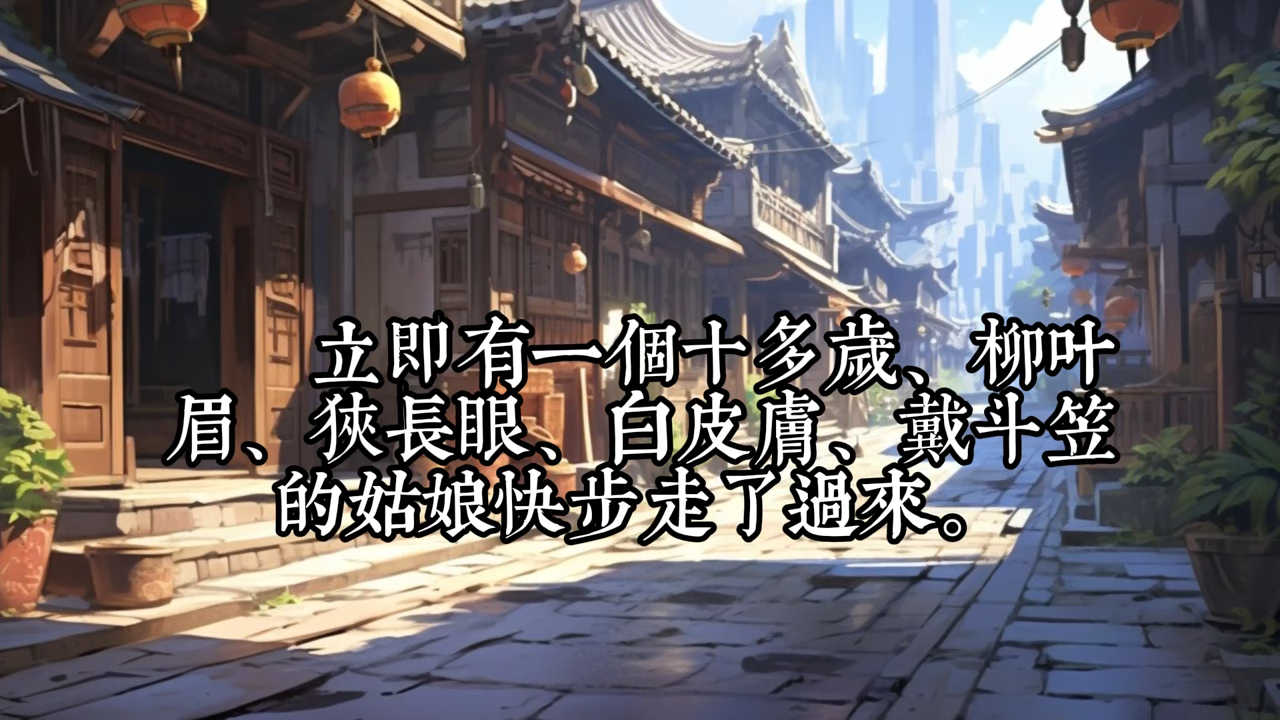 立即有一個十多歲、柳叶
眉、狹長眼、白皮膚、戴斗笠
的姑娘快步走了過來。